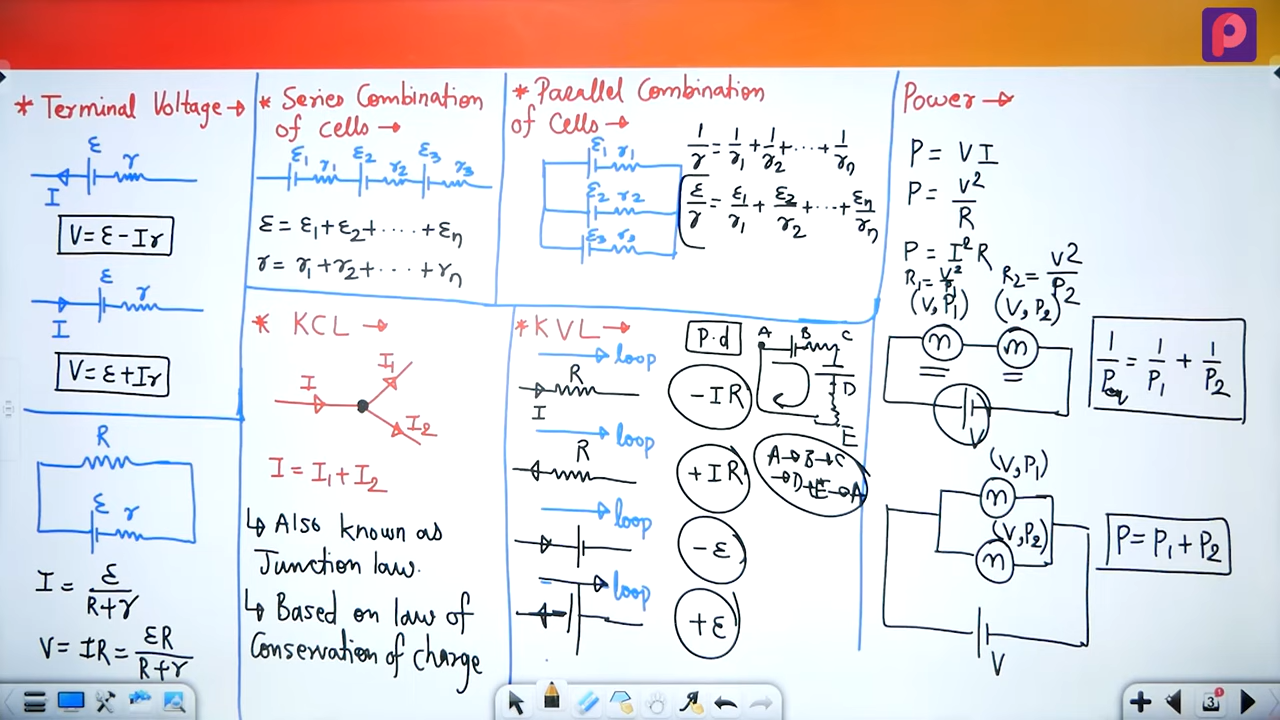 p
* Terminal Voltage →
ε
r
I
V = ε - Ir
ε
r
I
V = ε + Ir
R
ε
r
I = ε / R+r
V = IR = εR / R+r
* Series Combination
of cells →
ε1 r1 ε2 r2 ε3 r3
ε = ε1 + ε2 + ..... + εn
r = r1 + r2 + .... + rn
* Parallel Combination
of Cells →
ε1 r1
ε2 r2
ε3 r3
1/r = 1/r1 + 1/r2 + ..... + 1/rn
ε/r = ε1/r1 + ε2/r2 + ... + εn/rn
* KCL →
I
I1
I2
I = I1 + I2
↳ Also known as
Junction law.
↳ Based on law of
Conservation of charge
* KVL →
P.d
loop
R
I
- IR
loop
R
+ IR
loop
- ε
loop
+ ε
A B C
D
E
A→B→C
→D→E→A
Power →
P = VI
P = V²/R
P = I²R
R1 = V²/P1
R2 = V²/P2
(V, P1)
(V, P2)
V
1/Peq = 1/P1 + 1/P2
(V, P1)
(V, P2)
V
P = P1 + P2
3
1